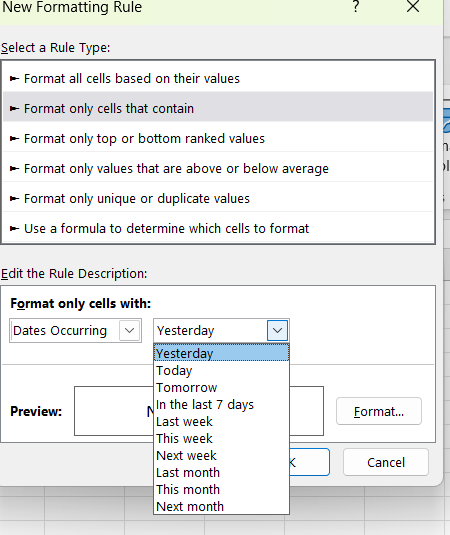 New Formatting Rule
?
Select a Rule Type:
► Format all cells based on their values
► Format only cells that contain
► Format only top or bottom ranked values
► Format only values that are above or below average
► Format only unique or duplicate values
► Use a formula to determine which cells to format
Edit the Rule Description:
Format only cells with:
Dates Occurring
Yesterday
Yesterday
Today
Tomorrow
In the last 7 days
Last week
This week
Next week
Last month
This month
Next month
Preview:
Format...
Cancel